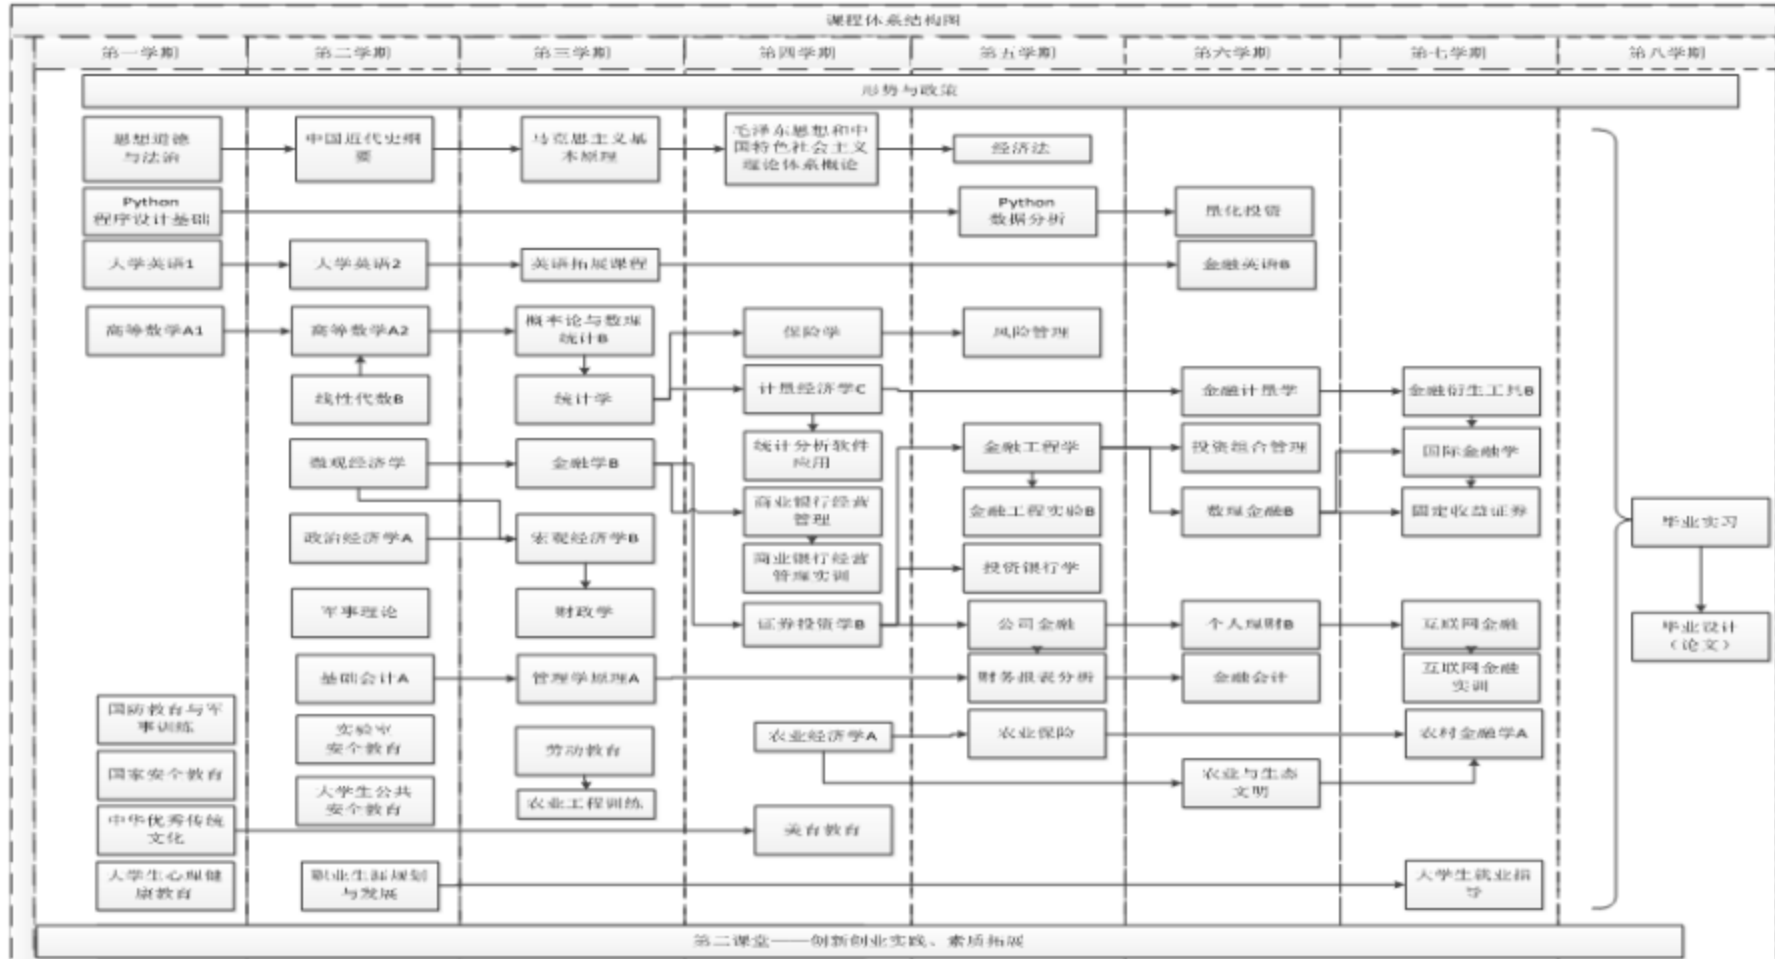 课程体系结构图
第一学期
第二学期
第三学期
第四学期
第五学期
第六学期
第七学期
第八学期
形势与政策
思想道德
与法治
中国近代史纲
要
马克思主义基
本原理
毛泽东思想和中
国特色社会主义
理论体系概论
经济法
Python
程序设计基础
Python
数据分析
量化投资
大学英语1
大学英语2
英语拓展课程
金融英语B
高等数学A1
高等数学A2
概率论与数理
统计B
保险学
风险管理
线性代数B
统计学
计量经济学C
金融计量学
金融衍生工具B
微观经济学
金融学B
统计分析软件
应用
金融工程学
投资组合管理
国际金融学
商业银行经营
管理
金融工程实验B
数理金融B
固定收益证券
政治经济学A
宏观经济学B
商业银行经营
管理实训
投资银行学
毕业实习
军事理论
财政学
证券投资学B
公司金融
个人理财B
互联网金融
毕业设计
（论文）
基础会计A
管理学原理A
财务报表分析
金融会计
互联网金融
实训
国防教育与军
事训练
实验室
安全教育
劳动教育
农业经济学A
农业保险
农村金融学A
国家安全教育
大学生公共
安全教育
农业工程训练
农业与生态
文明
中华优秀传统
文化
美育教育
大学生心理健
康教育
职业生涯规划
与发展
大学生就业指
导
第二课堂——创新创业实践、素质拓展